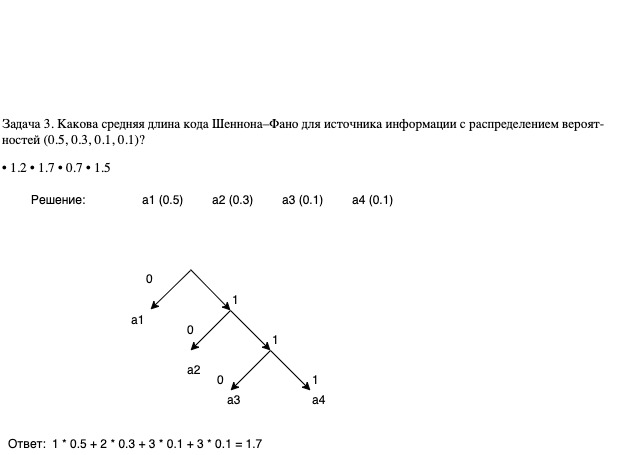 Задача 3. Какова средняя длина кода Шеннона–Фано для источника информации с распределением вероят-
ностей (0.5, 0.3, 0.1, 0.1)?
• 1.2 • 1.7 • 0.7 • 1.5
Решение: a1 (0.5) a2 (0.3) a3 (0.1) a4 (0.1)
0
1
a1
0
1
a2
0 1
a3 a4
Ответ: 1 * 0.5 + 2 * 0.3 + 3 * 0.1 + 3 * 0.1 = 1.7